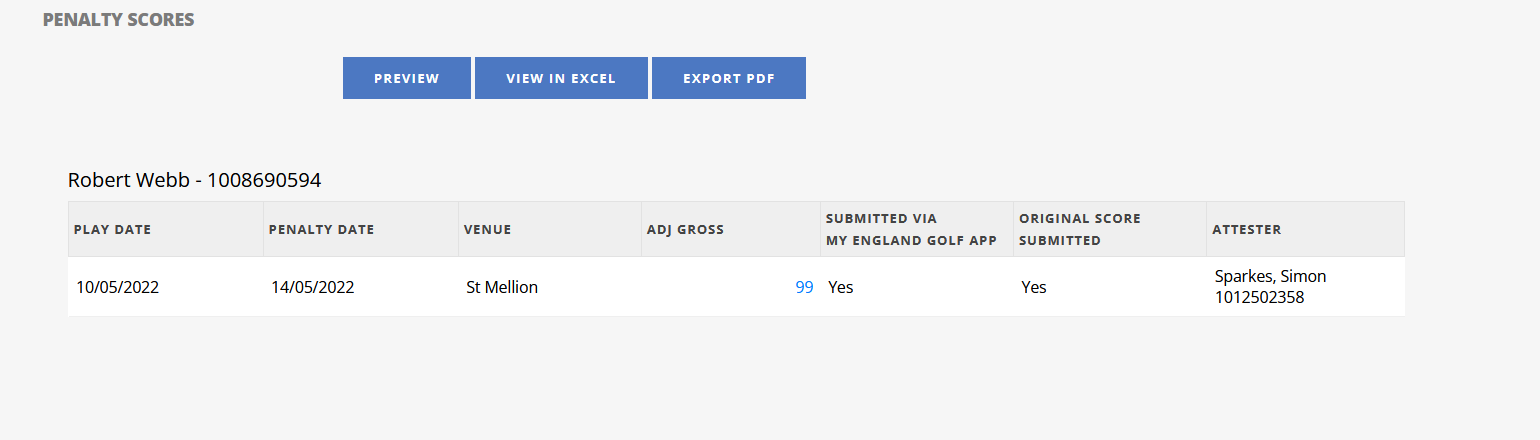 PENALTY SCORES
PREVIEW VIEW IN EXCEL EXPORT PDF
Robert Webb - 1008690594
PLAY DATE PENALTY DATE VENUE ADJ GROSS SUBMITTED VIA MY ENGLAND GOLF APP ORIGINAL SCORE SUBMITTED ATTESTER
10/05/2022 14/05/2022 St Mellion 99 Yes Yes Sparkes, Simon 1012502358